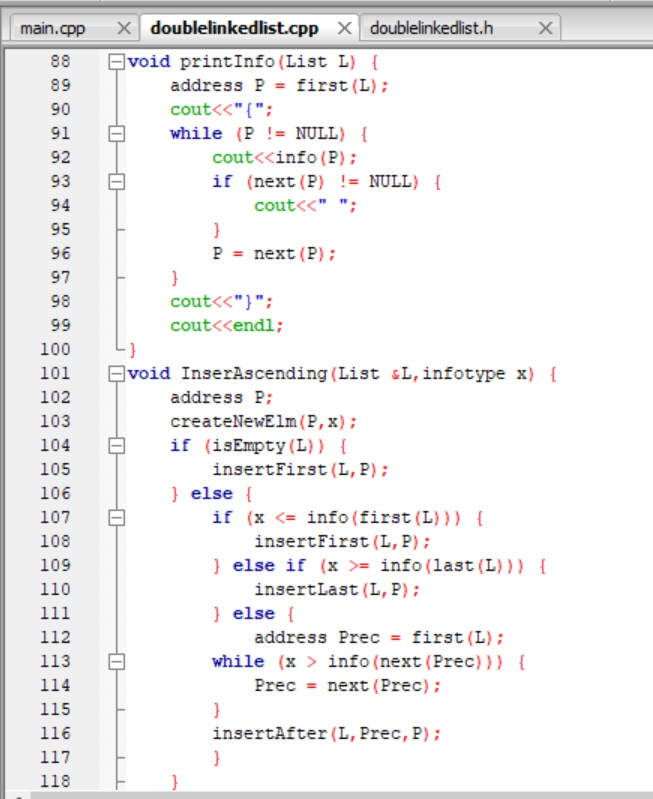 main.cpp doublelinkedlist.cpp doublelinkedlist.h
88 void printInfo(List L) {
89 address P = first(L);
90 cout<<"{";
91 while (P != NULL) {
92 cout<<info(P);
93 if (next(P) != NULL) {
94 cout<<" ";
95 }
96 P = next(P);
97 }
98 cout<<"}";
99 cout<<endl;
100 }
101 void InserAscending(List &L,infotype x) {
102 address P;
103 createNewElm(P,x);
104 if (isEmpty(L)) {
105 insertFirst(L,P);
106 } else {
107 if (x <= info(first(L))) {
108 insertFirst(L,P);
109 } else if (x >= info(last(L))) {
110 insertLast(L,P);
111 } else {
112 address Prec = first(L);
113 while (x > info(next(Prec))) {
114 Prec = next(Prec);
115 }
116 insertAfter(L,Prec,P);
117 }
118 }